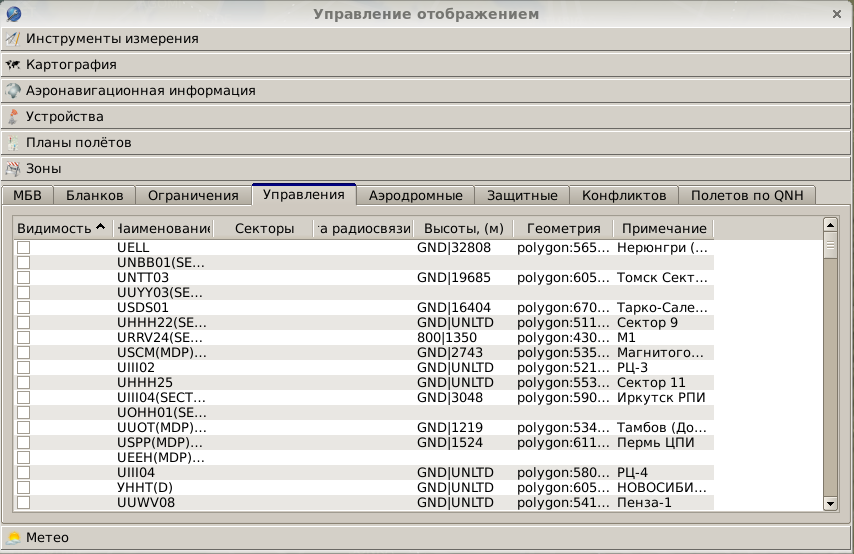 Управление отображением
Инструменты измерения
Картография
Аэронавигационная информация
Устройства
Планы полётов
Зоны
МБВ Бланков Ограничения Управления Аэродромные Защитные Конфликтов Полетов по QNH
Видимость Наименование Секторы та радиосвязи Высоты, (м) Геометрия Примечание
UELL GND|32808 polygon:565... Нерюнгри (...
UNBB01(SE...
UNTT03 GND|19685 polygon:605... Томск Сект...
UUYY03(SE...
USDS01 GND|16404 polygon:670... Тарко-Сале...
UHHH22(SE... GND|UNLTD polygon:511... Сектор 9
URRV24(SE... 800|1350 polygon:430... М1
USCM(MDP)... GND|2743 polygon:535... Магнитого...
UIII02 GND|UNLTD polygon:521... РЦ-3
UHHH25 GND|UNLTD polygon:553... Сектор 11
UIII04(SECT... GND|3048 polygon:590... Иркутск РПИ
UOHH01(SE...
UUOT(MDP)... GND|1219 polygon:534... Тамбов (До...
USPP(MDP)... GND|1524 polygon:611... Пермь ЦПИ
UEEH(MDP)...
UIII04 GND|UNLTD polygon:580... РЦ-4
УННТ(D) GND|UNLTD polygon:605... НОВОСИБИ...
UUWV08 GND|UNLTD polygon:541... Пенза-1
Метео